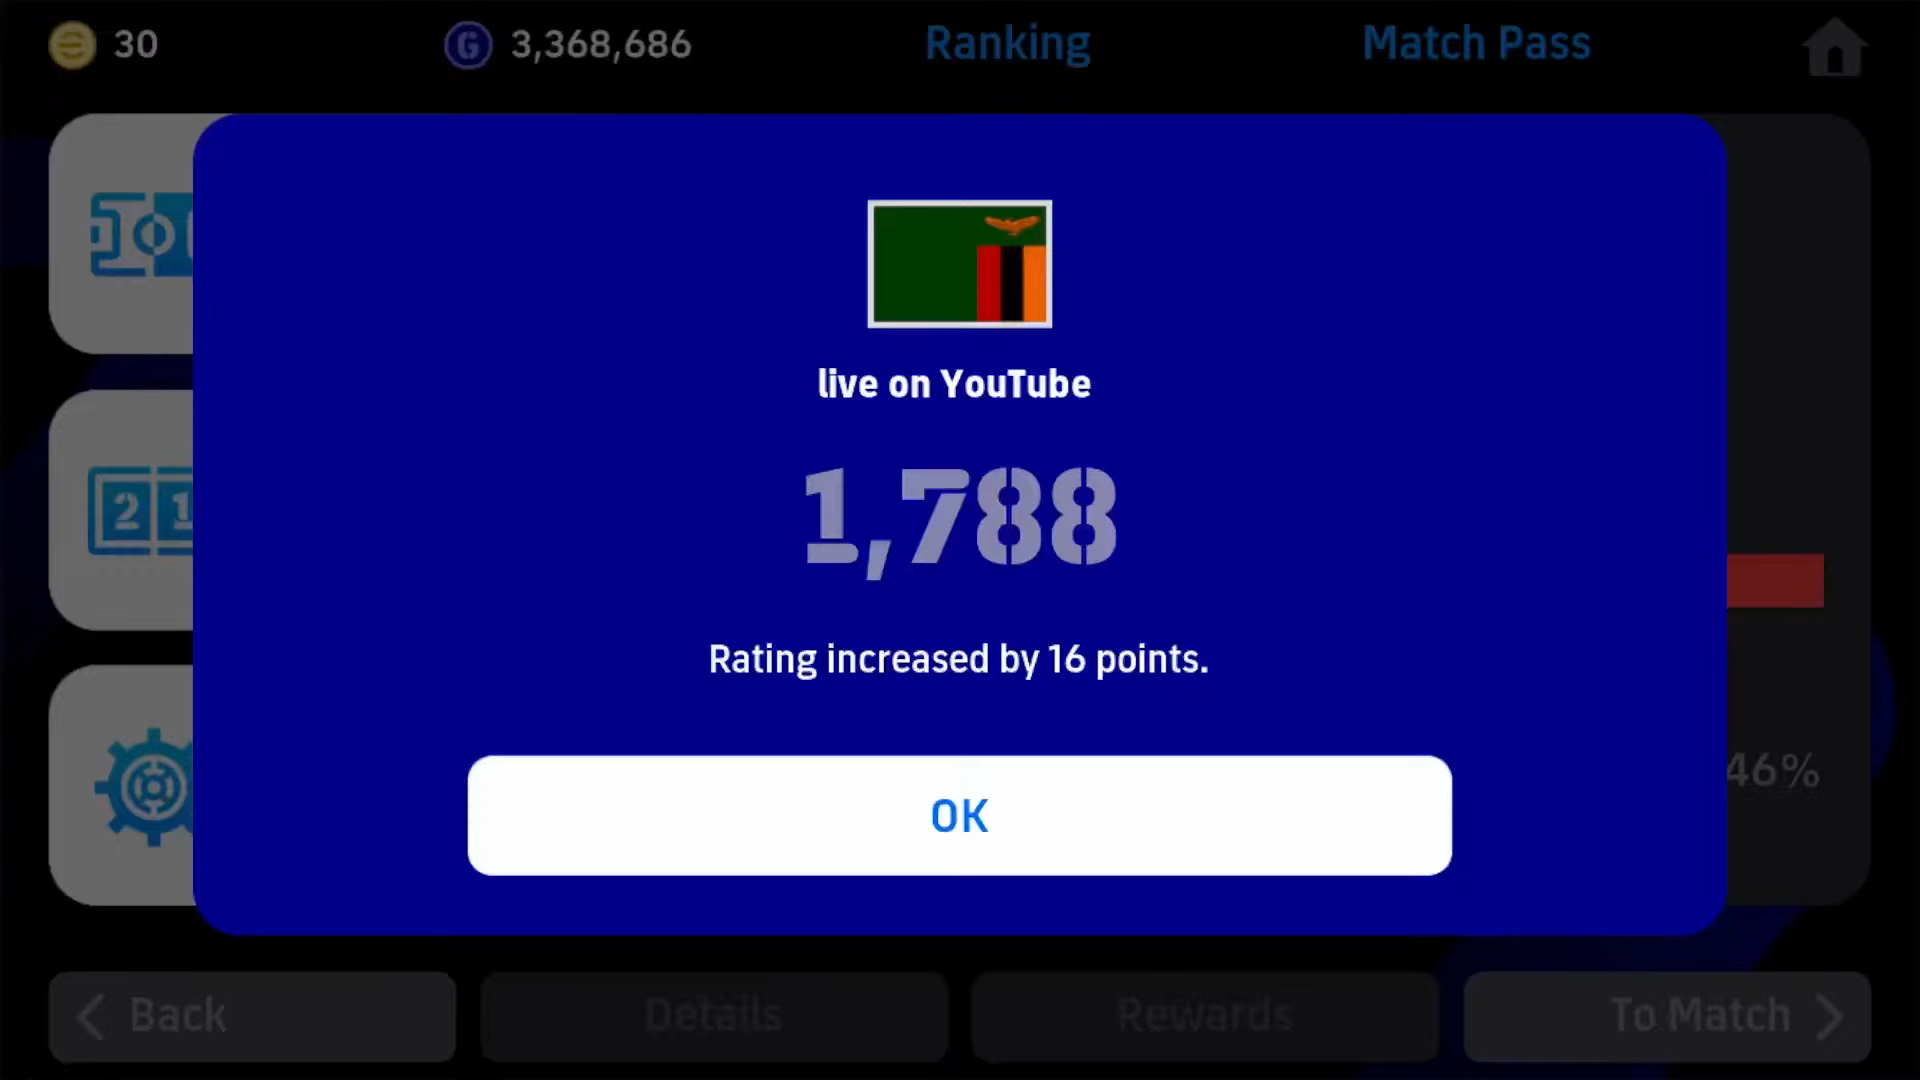 30
3,368,686
Ranking
Match Pass
live on YouTube
1,788
Rating increased by 16 points.
OK
46%
Back
Details
Rewards
To Match